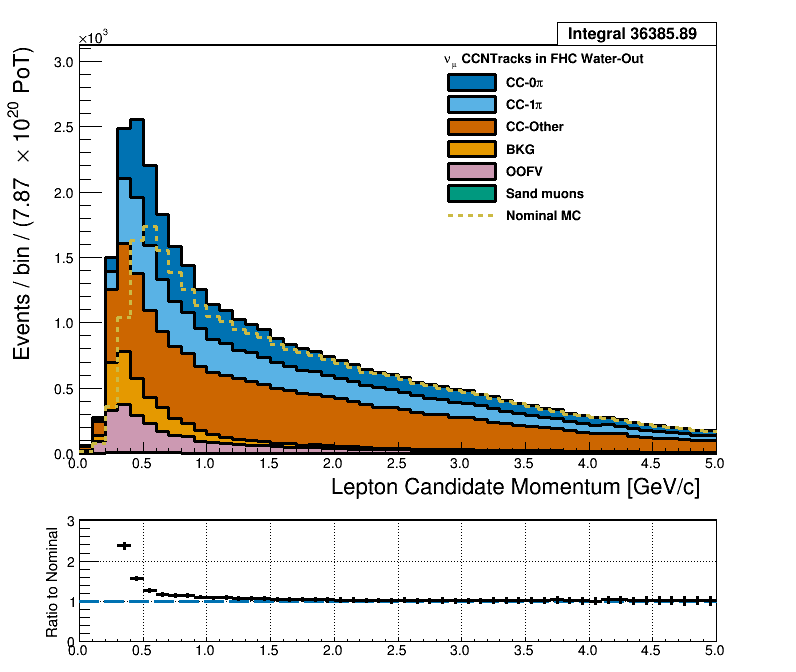 Integral 36385.89
×10³
ν_μ CCNTracks in FHC Water-Out
CC-0π
CC-1π
CC-Other
BKG
OOFV
Sand muons
Nominal MC
Events / bin / (7.87 × 10²⁰ PoT)
3.0
2.5
2.0
1.5
1.0
0.5
0.0
0.0 0.5 1.0 1.5 2.0 2.5 3.0 3.5 4.0 4.5 5.0
Lepton Candidate Momentum [GeV/c]
Ratio to Nominal
3
2
1
0
0.0 0.5 1.0 1.5 2.0 2.5 3.0 3.5 4.0 4.5 5.0